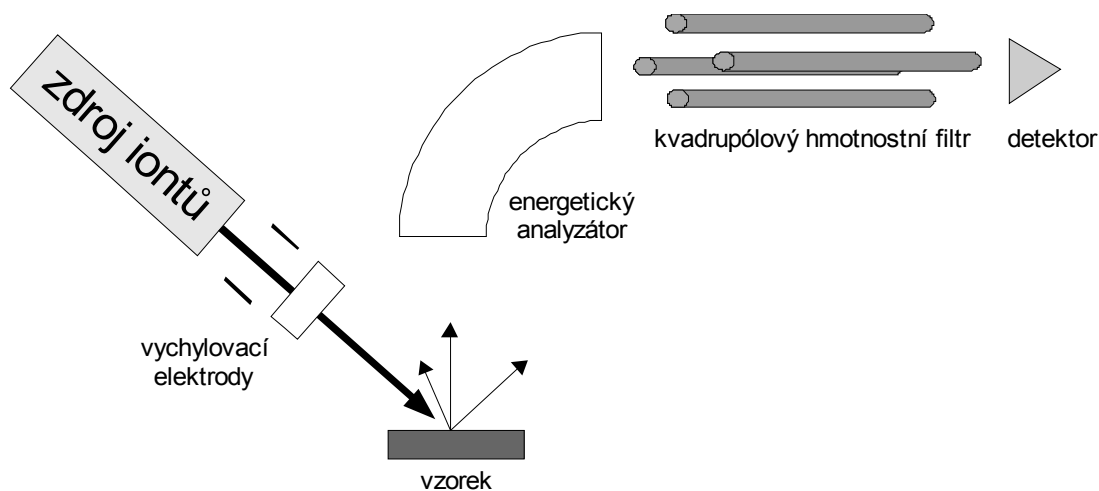 zdroj iontů
kvadrupólový hmotnostní filtr
detektor
energetický
analyzátor
vychylovací
elektrody
vzorek